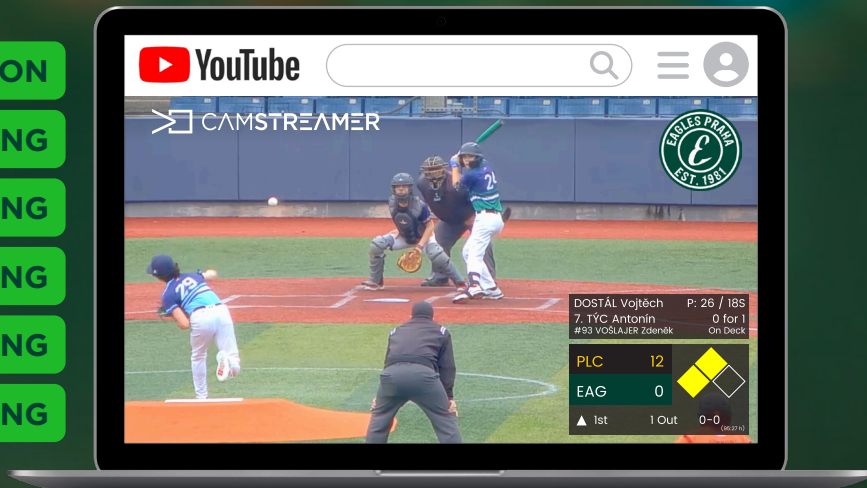 ON
NG
NG
NG
NG
NG
YouTube
CAMSTREAMER
EAGLES PRAHA
E
EST. 1981
24
29
DOSTÁL Vojtěch P: 26 / 18S
7. TÝC Antonín 0 for 1
#93 VOŠLAJER Zdeněk On Deck
PLC 12
EAG 0
▲ 1st 1 Out 0-0
(95:27 h)